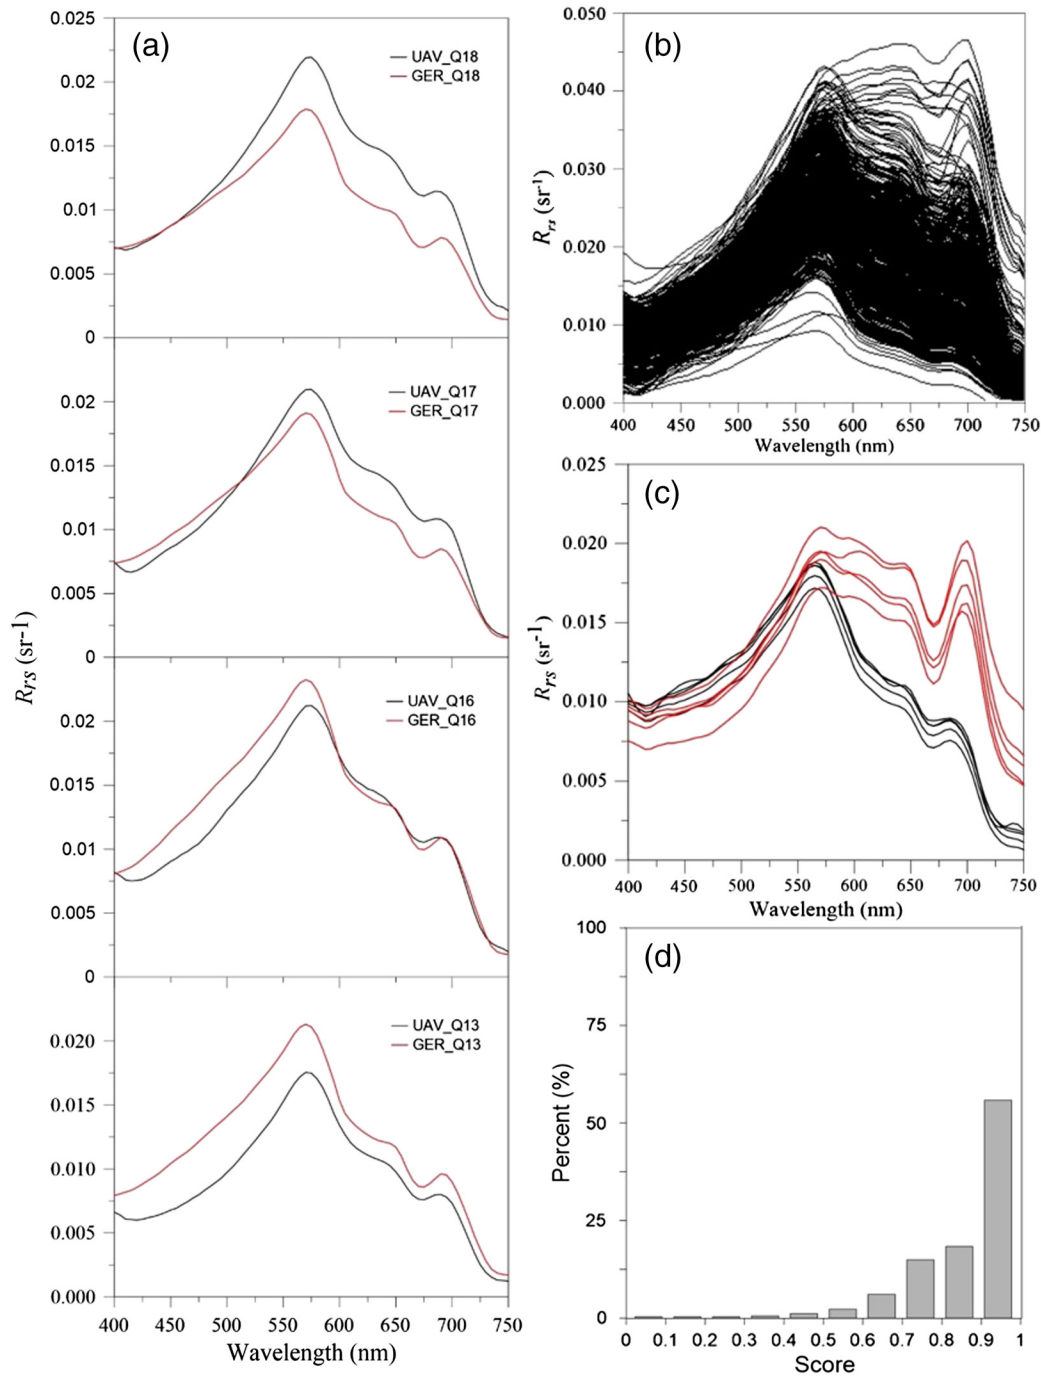 (a)
0.025
0.02
0.015
0.01
0.005
0
UAV_Q18
GER_Q18
0.02
0.015
0.01
0.005
0
UAV_Q17
GER_Q17
0.02
0.015
0.01
0.005
0
UAV_Q16
GER_Q16
0.020
0.015
0.010
0.005
0.000
UAV_Q13
GER_Q13
400 450 500 550 600 650 700 750
Wavelength (nm)
Rrs (sr-1)
(b)
0.050
0.040
0.030
0.020
0.010
0.000
Rrs (sr-1)
400 450 500 550 600 650 700 750
Wavelength (nm)
(c)
0.025
0.020
0.015
0.010
0.005
0.000
Rrs (sr-1)
400 450 500 550 600 650 700 750
Wavelength (nm)
(d)
100
75
50
25
0
Percent (%)
0 0.1 0.2 0.3 0.4 0.5 0.6 0.7 0.8 0.9 1
Score